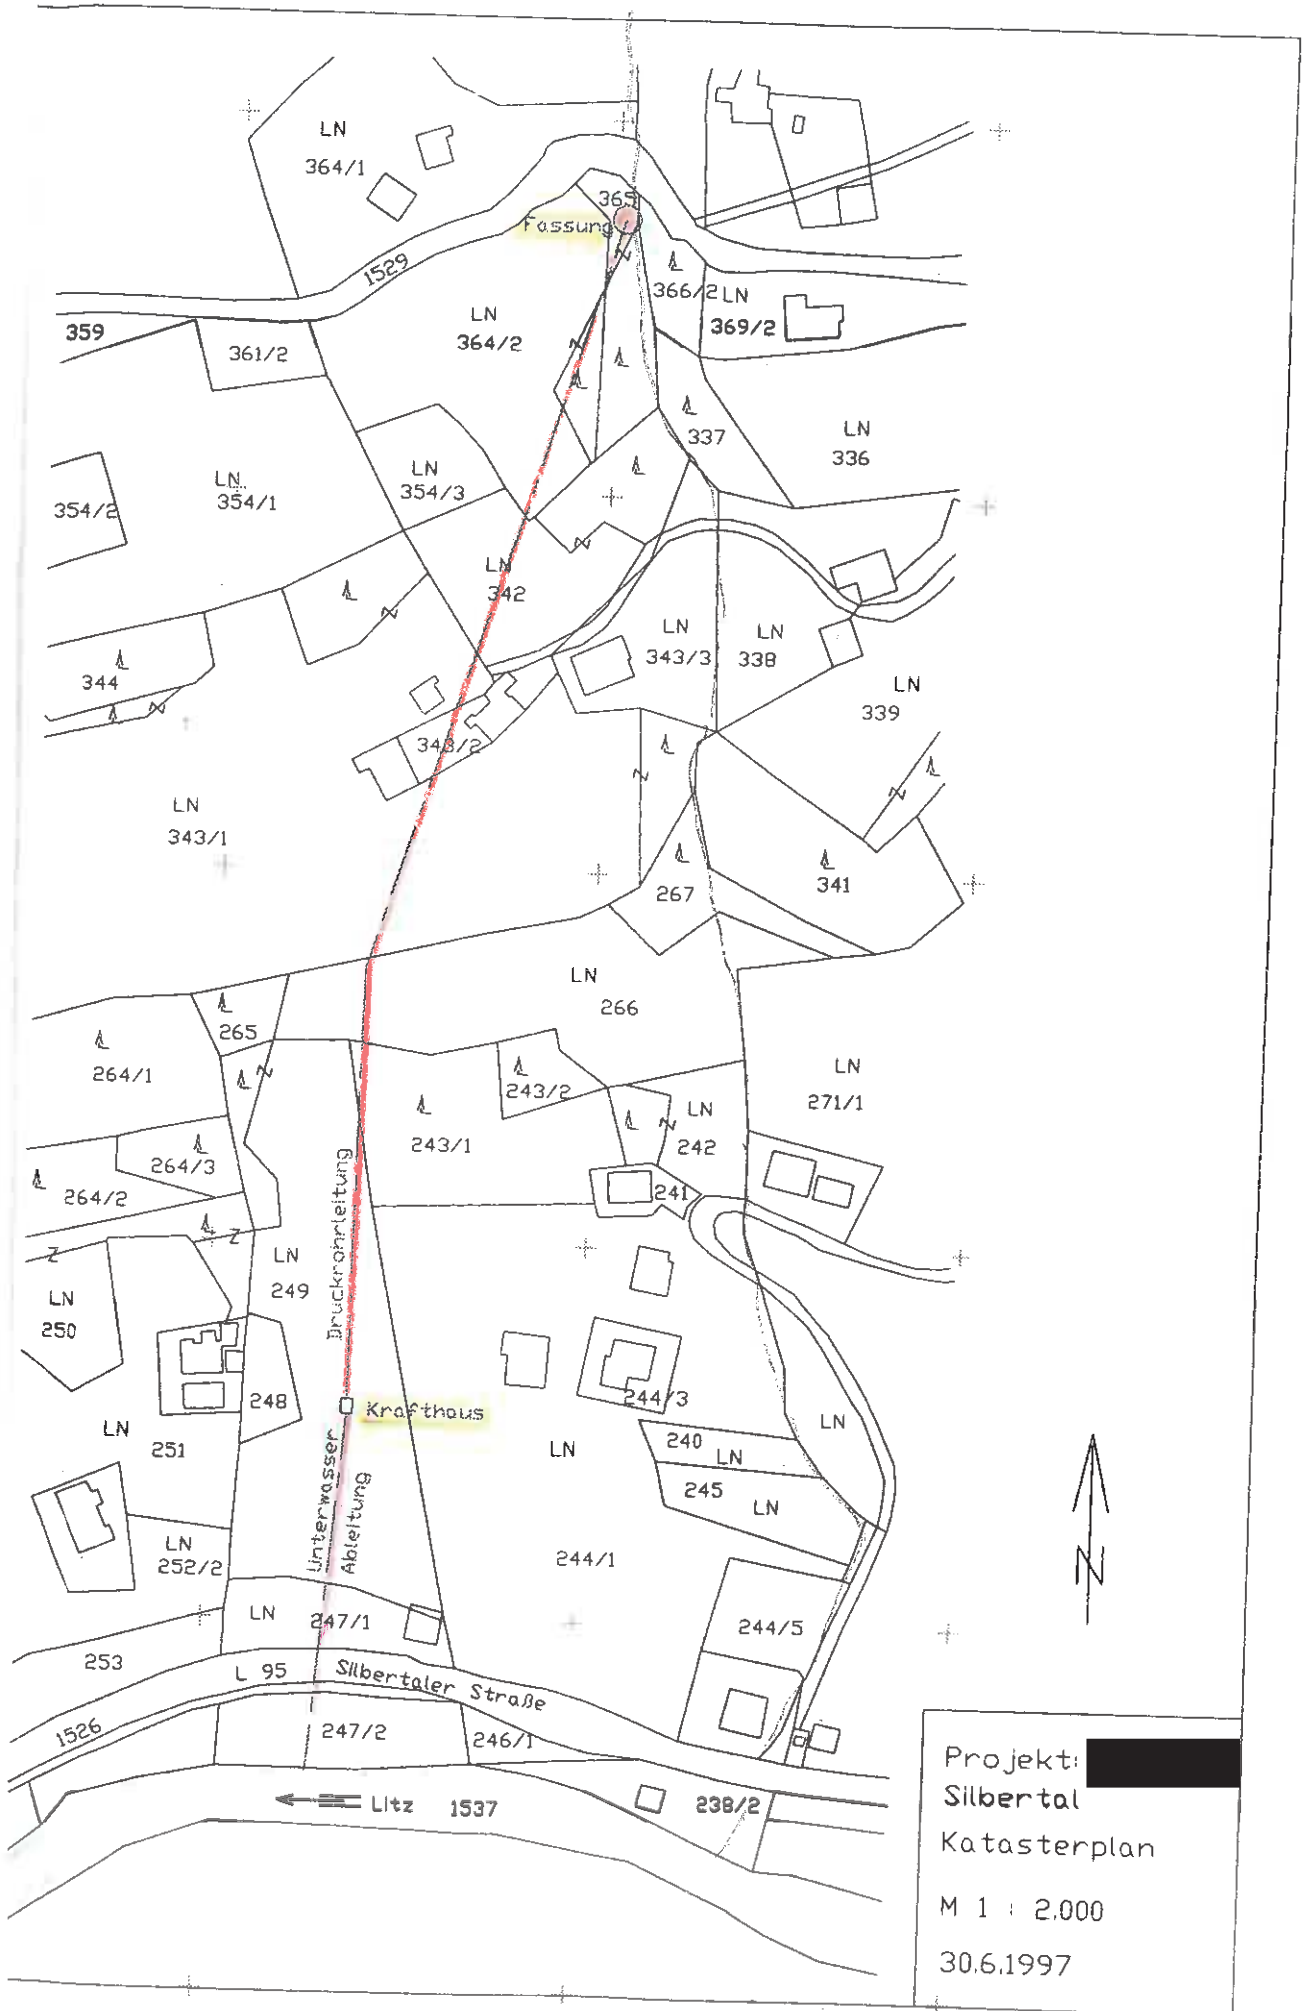 LN
364/1
365
Fassung
1529
366/2
LN
369/2
LN
364/2
359
361/2
337
LN
336
LN
354/1
LN
354/3
354/2
LN
342
LN
343/3
LN
338
344
LN
339
343/2
LN
343/1
341
267
LN
266
265
264/1
243/2
LN
271/1
LN
242
243/1
264/3
264/2
241
Druckrohrleitung
LN
249
LN
250
248
Krafthaus
244/3
LN
LN
251
LN
240
LN
245
LN
Unterwasser
Ableitung
LN
252/2
244/1
LN
247/1
244/5
253
L 95
Silbertaler Straße
1526
247/2
246/1
Litz
1537
238/2
N
Projekt:
Silbertal
Katasterplan
M 1 : 2.000
30.6.1997